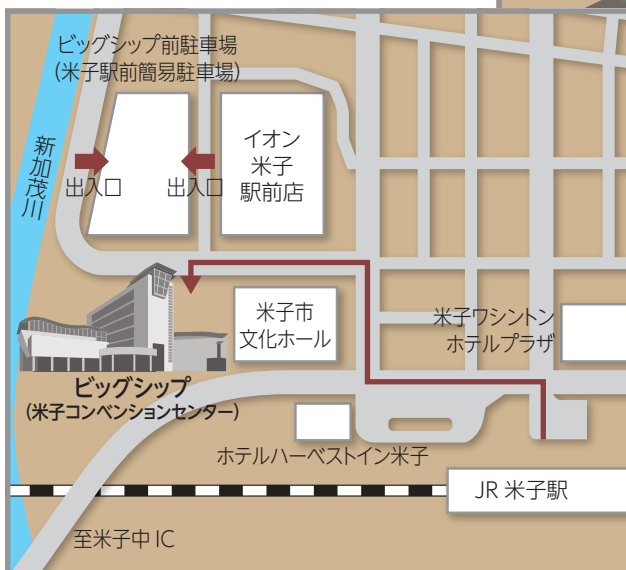 ビッグシップ前駐車場
(米子駅前簡易駐車場)
新加茂川
出入口
出入口
イオン
米子
駅前店
米子市
文化ホール
米子ワシントン
ホテルプラザ
ビッグシップ
(米子コンベンションセンター)
ホテルハーベストイン米子
JR 米子駅
至米子中 IC